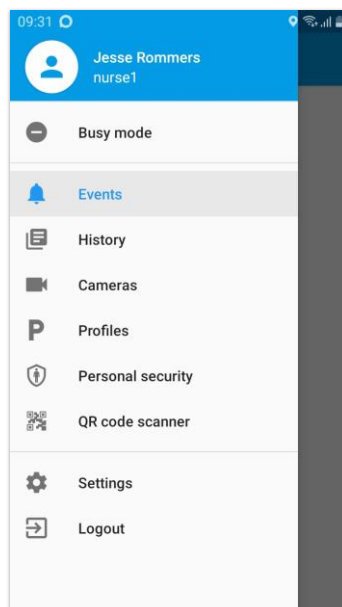 09:31
Jesse Rommers
nurse1
Busy mode
Events
History
Cameras
P
Profiles
Personal security
QR code scanner
Settings
Logout